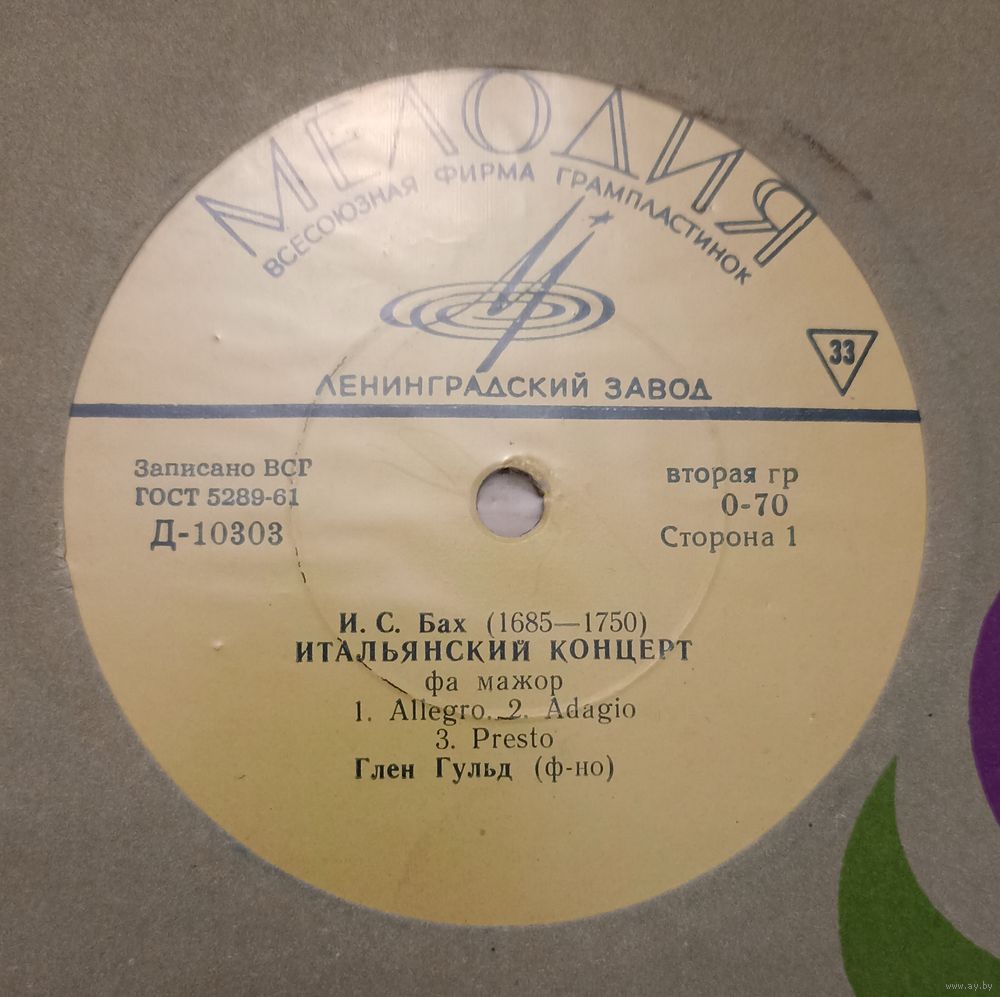 МЕЛОДИЯ
ВСЕСОЮЗНАЯ ФИРМА ГРАМПЛАСТИНОК
ЛЕНИНГРАДСКИЙ ЗАВОД
33
Записано ВСГ
ГОСТ 5289-61
Д-10303
вторая гр
0-70
Сторона 1
И. С. Бах (1685—1750)
ИТАЛЬЯНСКИЙ КОНЦЕРТ
фа мажор
1. Allegro. 2. Adagio
3. Presto
Глен Гульд (ф-но)
www.ay.by